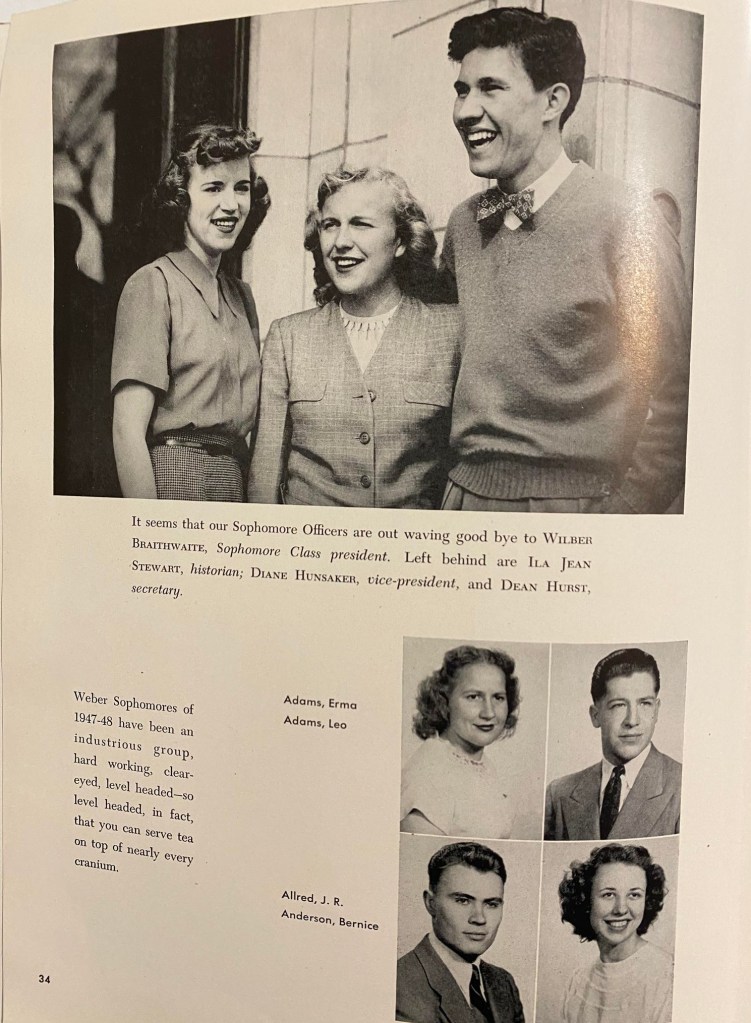 It seems that our Sophomore Officers are out waving good bye to WILBER
BRAITHWAITE, Sophomore Class president. Left behind are ILA JEAN
STEWART, historian; DIANE HUNSAKER, vice-president, and DEAN HURST,
secretary.
Weber Sophomores of
1947-48 have been an
industrious group,
hard working, clear-
eyed, level headed—so
level headed, in fact,
that you can serve tea
on top of nearly every
cranium.
Adams, Erma
Adams, Leo
Allred, J. R.
Anderson, Bernice
34